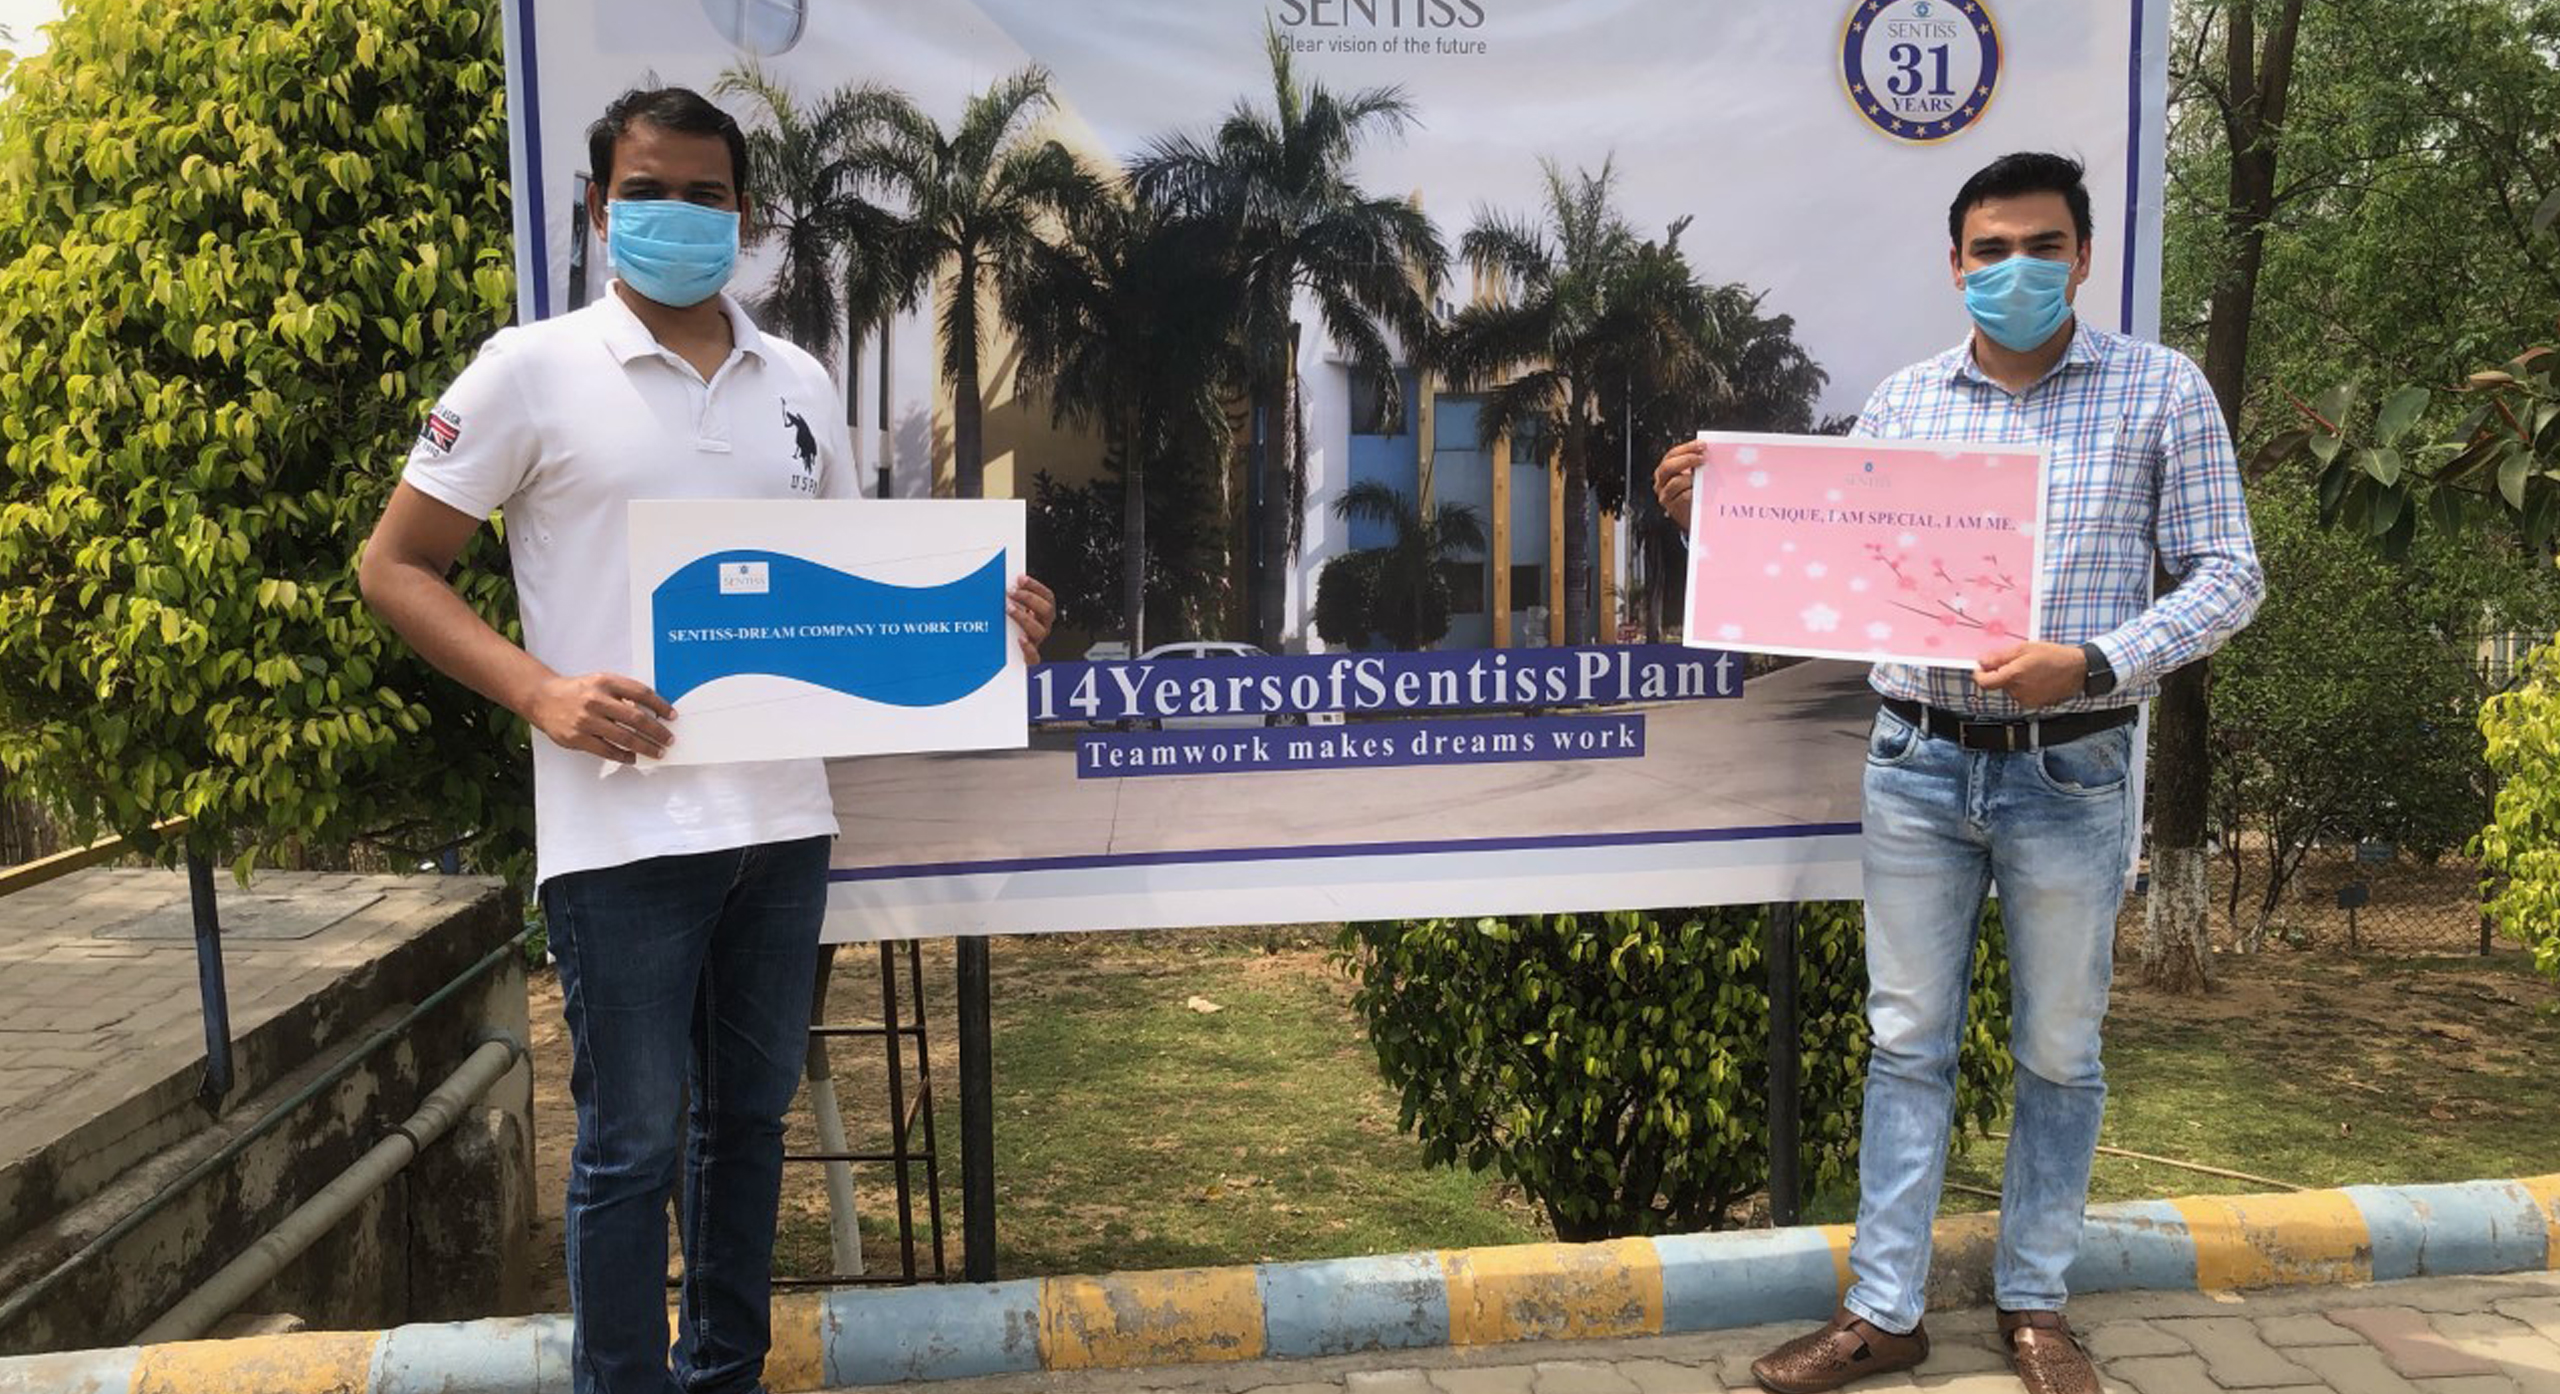 SENTISS
Clear vision of the future
SENTISS
31
YEARS
USPA
SENTISS
SENTISS-DREAM COMPANY TO WORK FOR!
SENTISS
I AM UNIQUE, I AM SPECIAL, I AM ME.
14YearsofSentissPlant
Teamwork makes dreams work